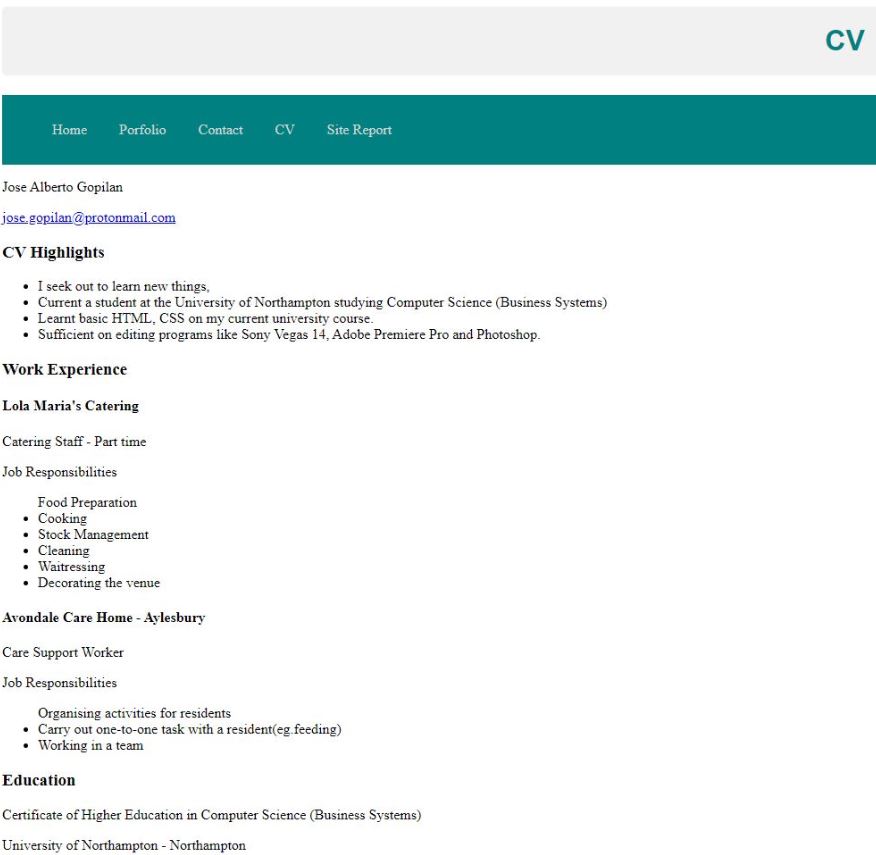 CV
Home Porfolio Contact CV Site Report
Jose Alberto Gopilan
jose.gopilan@protonmail.com
CV Highlights
I seek out to learn new things,
Current a student at the University of Northampton studying Computer Science (Business Systems)
Learnt basic HTML, CSS on my current university course.
Sufficient on editing programs like Sony Vegas 14, Adobe Premiere Pro and Photoshop.
Work Experience
Lola Maria's Catering
Catering Staff - Part time
Job Responsibilities
Food Preparation
Cooking
Stock Management
Cleaning
Waitressing
Decorating the venue
Avondale Care Home - Aylesbury
Care Support Worker
Job Responsibilities
Organising activities for residents
Carry out one-to-one task with a resident(eg.feeding)
Working in a team
Education
Certificate of Higher Education in Computer Science (Business Systems)
University of Northampton - Northampton